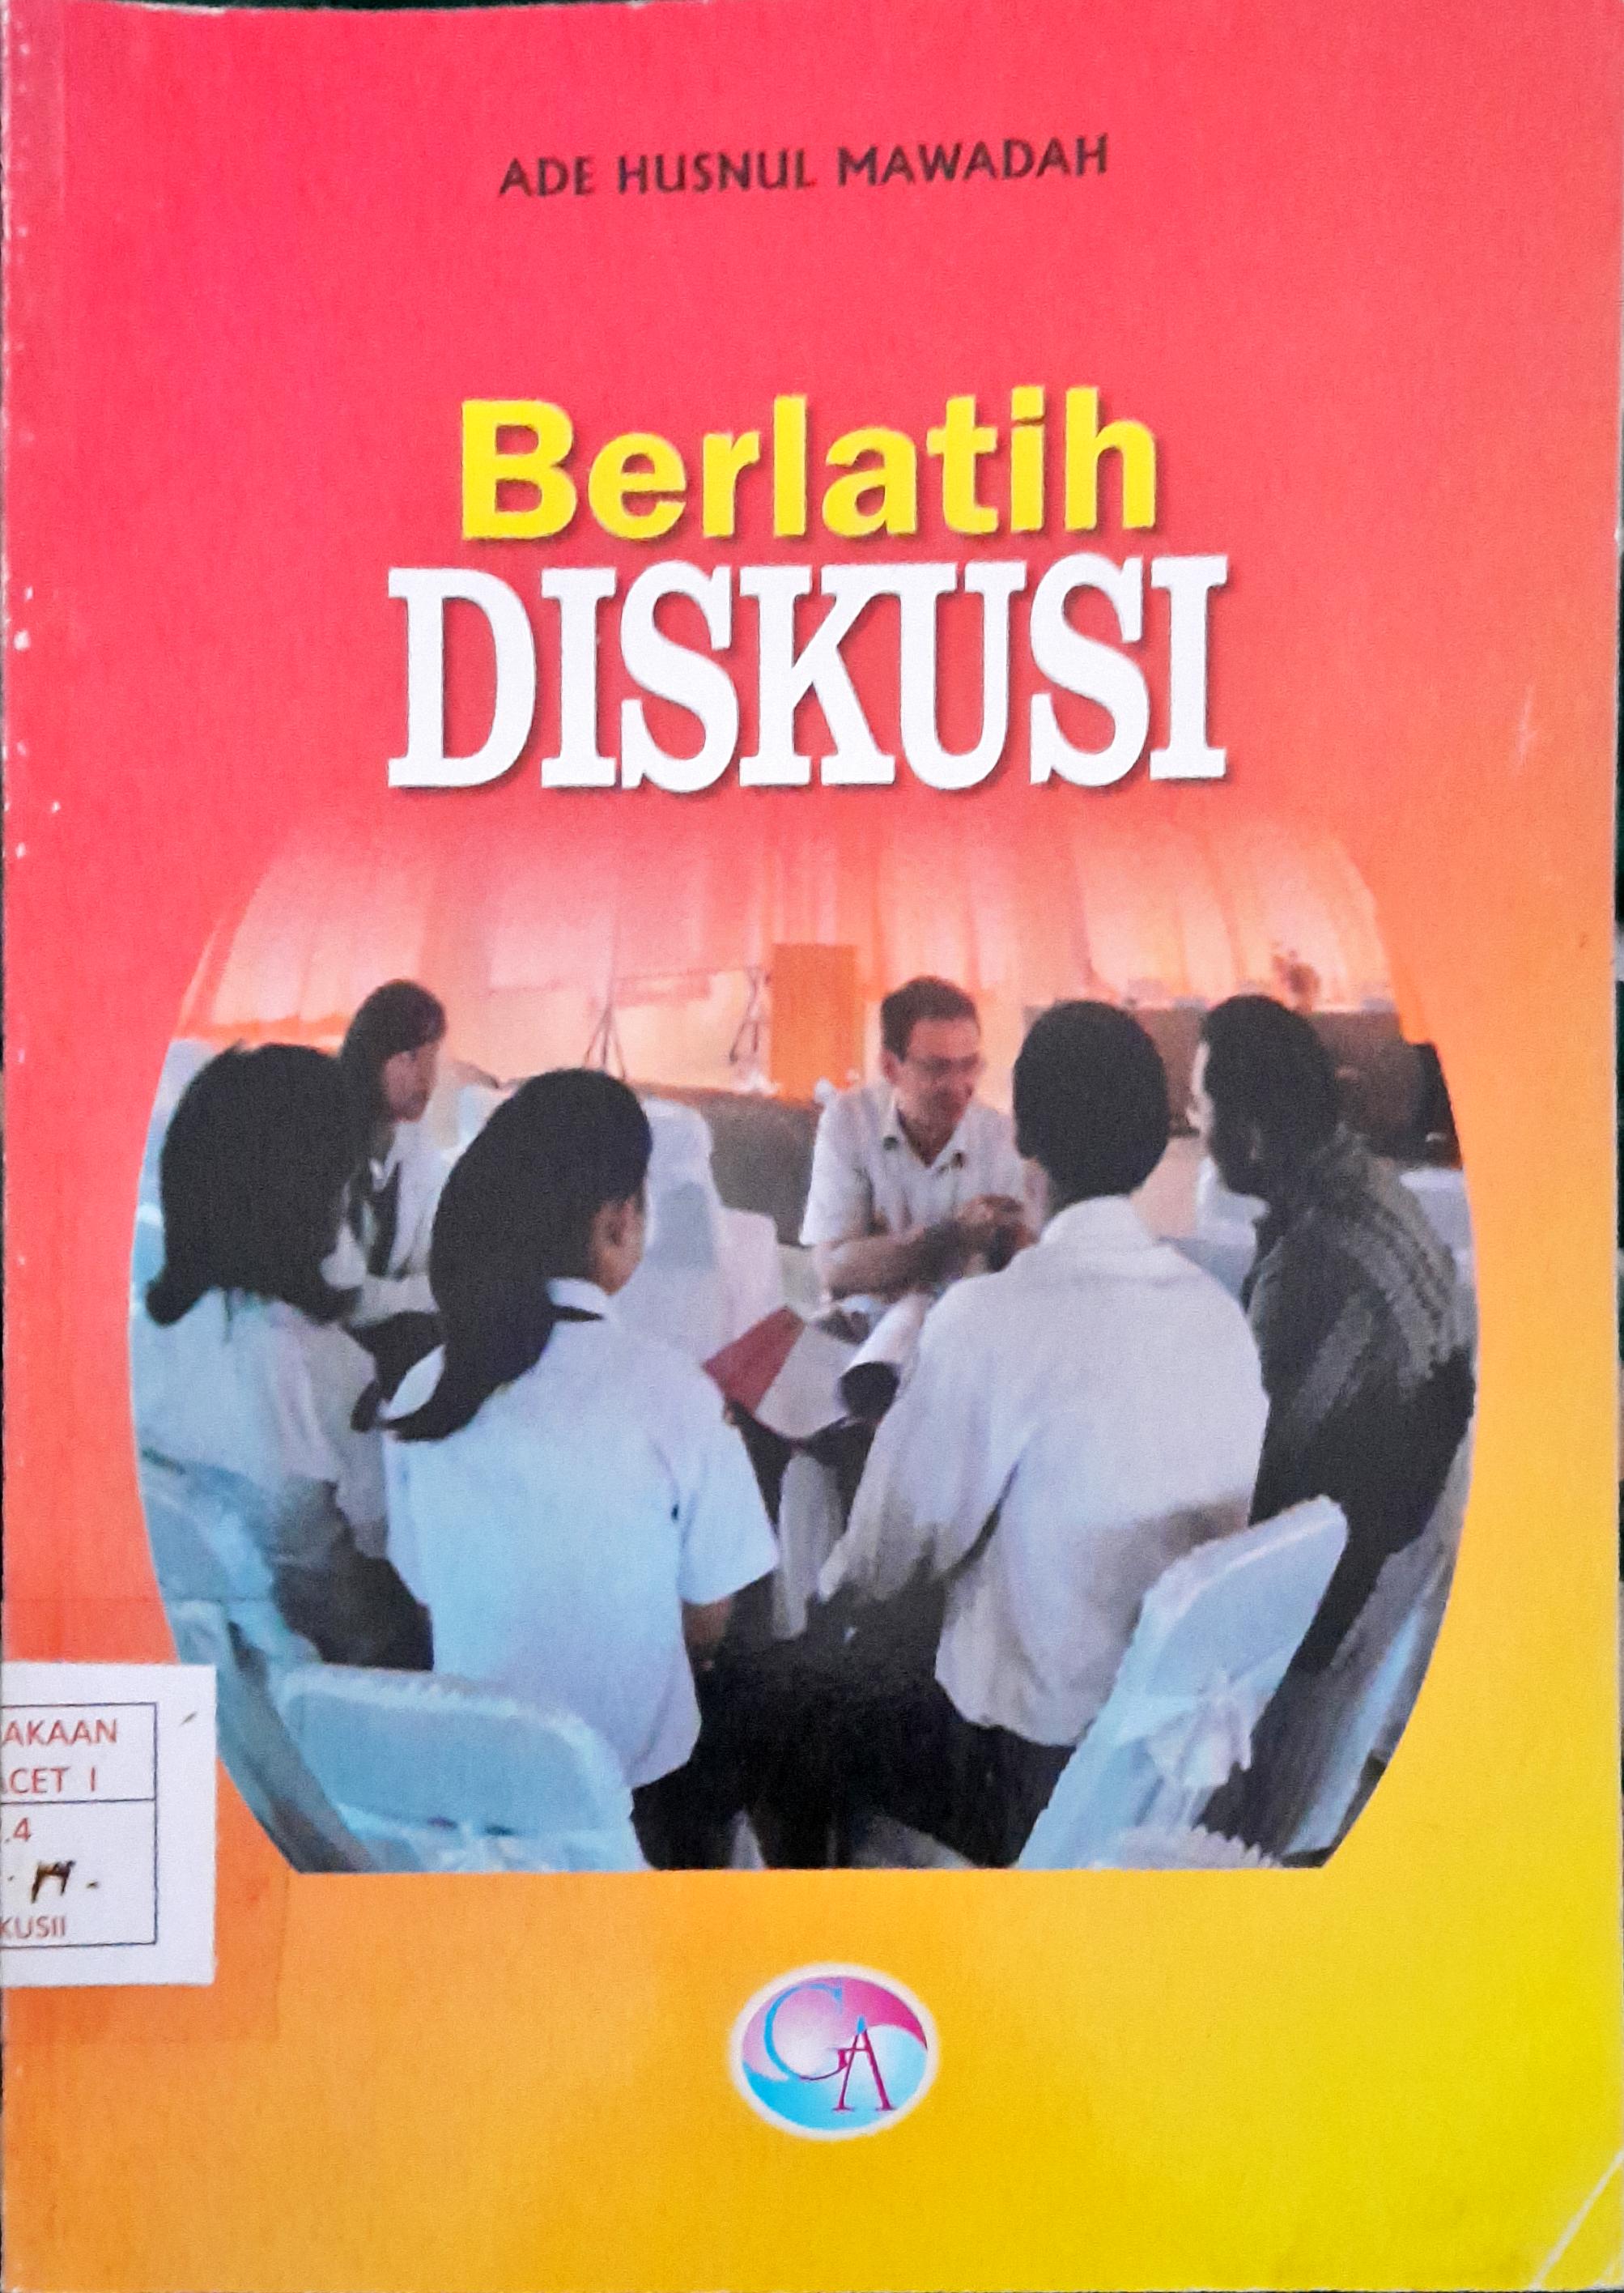 ADE HUSNUL MAWADAH
Berlatih
DISKUSI
AKAAN
ACET I
.4
KUSII
GA